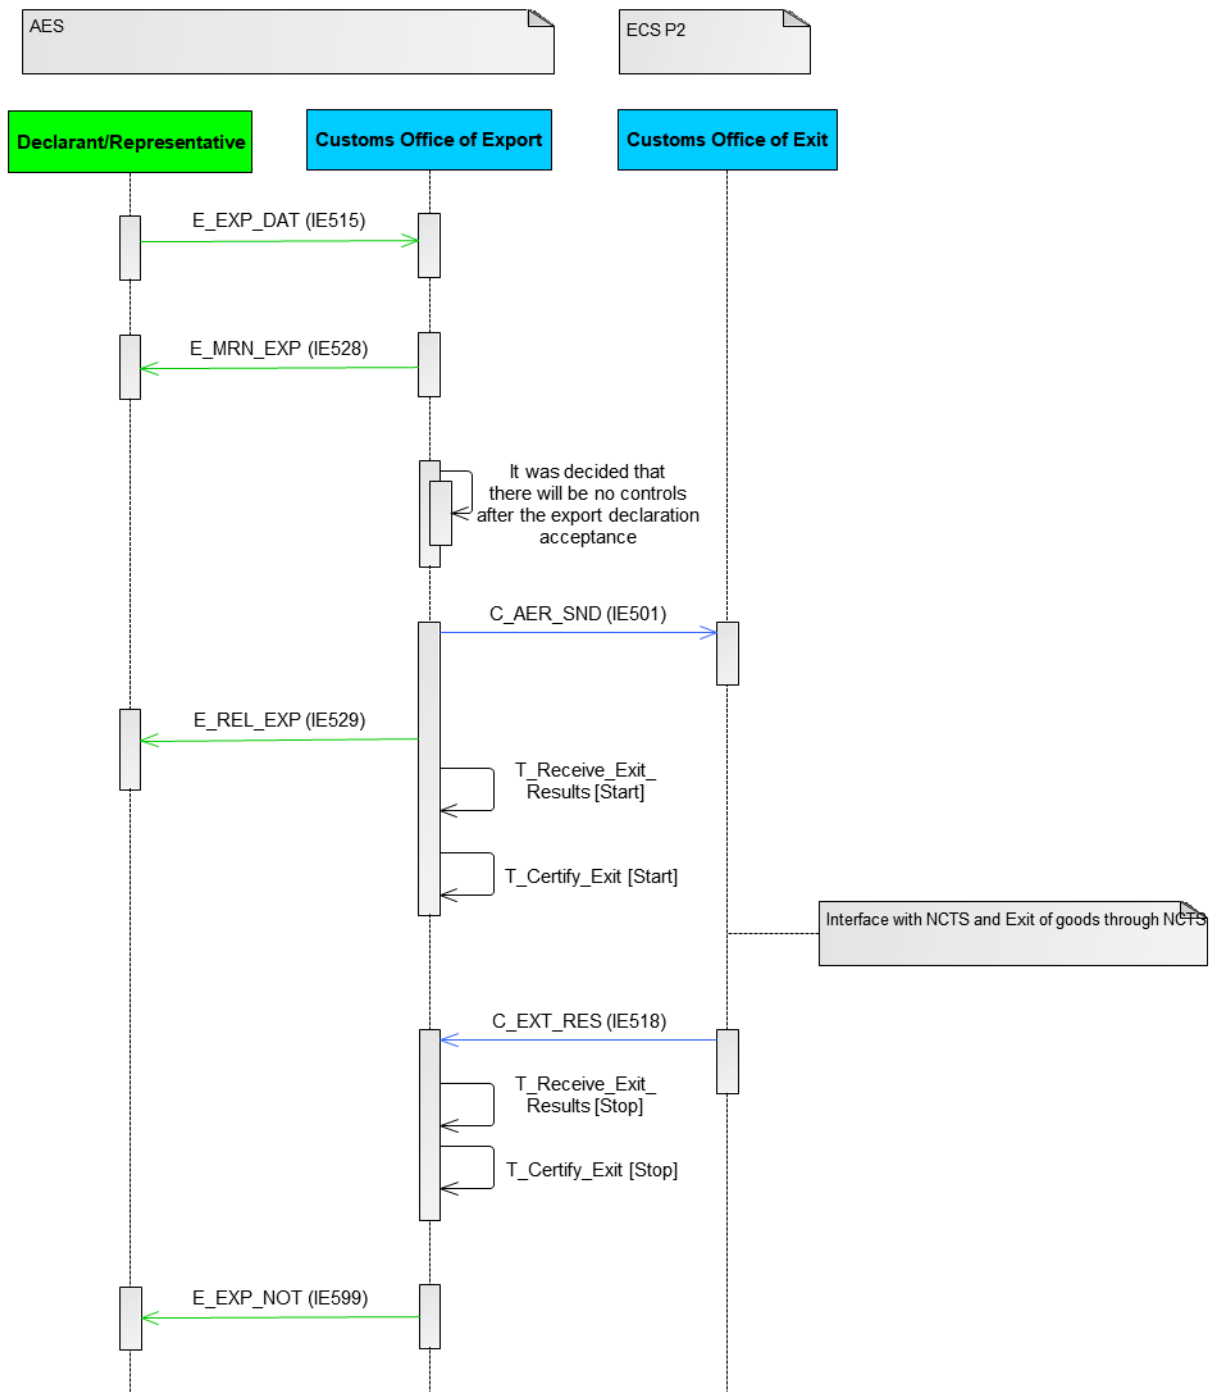 AES
ECS P2
Declarant/Representative
Customs Office of Export
Customs Office of Exit
E_EXP_DAT (IE515)
E_MRN_EXP (IE528)
It was decided that
there will be no controls
after the export declaration
acceptance
C_AER_SND (IE501)
E_REL_EXP (IE529)
T_Receive_Exit_
Results [Start]
T_Certify_Exit [Start]
Interface with NCTS and Exit of goods through NCTS
C_EXT_RES (IE518)
T_Receive_Exit_
Results [Stop]
T_Certify_Exit [Stop]
E_EXP_NOT (IE599)